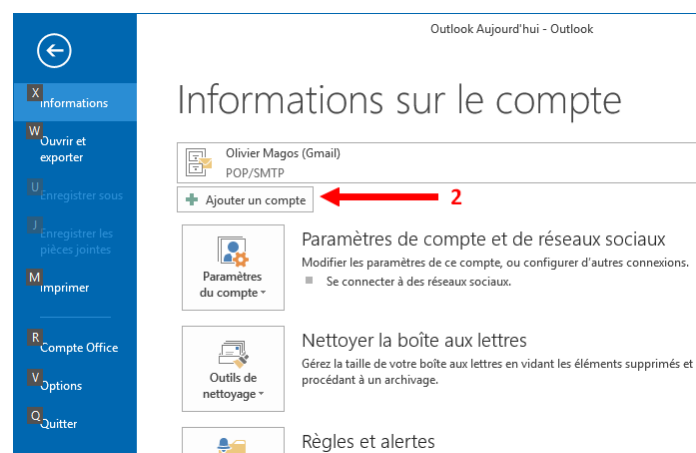 Outlook Aujourd'hui - Outlook
X
Informations
W
Ouvrir et
exporter
U
Enregistrer sous
J
Enregistrer les
pièces jointes
M
Imprimer
R
Compte Office
V
Options
Q
Quitter
Informations sur le compte
Olivier Magos (Gmail)
POP/SMTP
Ajouter un compte
2
Paramètres
du compte
Paramètres de compte et de réseaux sociaux
Modifier les paramètres de ce compte, ou configurer d'autres connexions.
Se connecter à des réseaux sociaux.
Outils de
nettoyage
Nettoyer la boîte aux lettres
Gérez la taille de votre boîte aux lettres en vidant les éléments supprimés et
procédant à un archivage.
Règles et alertes